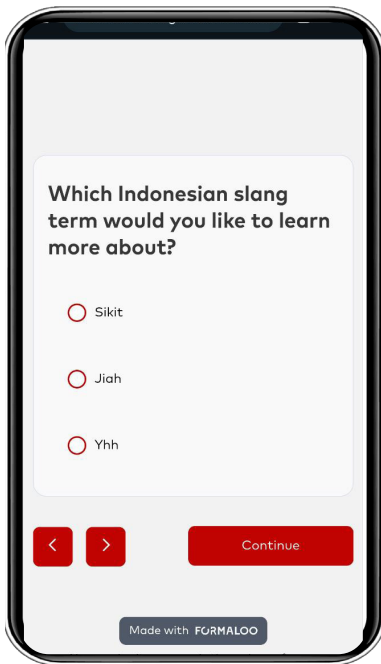 Which Indonesian slang
term would you like to learn
more about?
Sikit
Jiah
Yhh
Continue
Made with FORMALOO